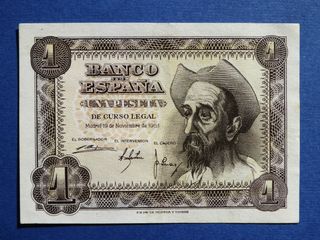 1
1
BANCO
DE
ESPAÑA
UNA PESETA
DE CURSO LEGAL
Madrid 19 de Noviembre de 1951
EL GOBERNADOR EL INTERVENTOR EL CAJERO
1
1